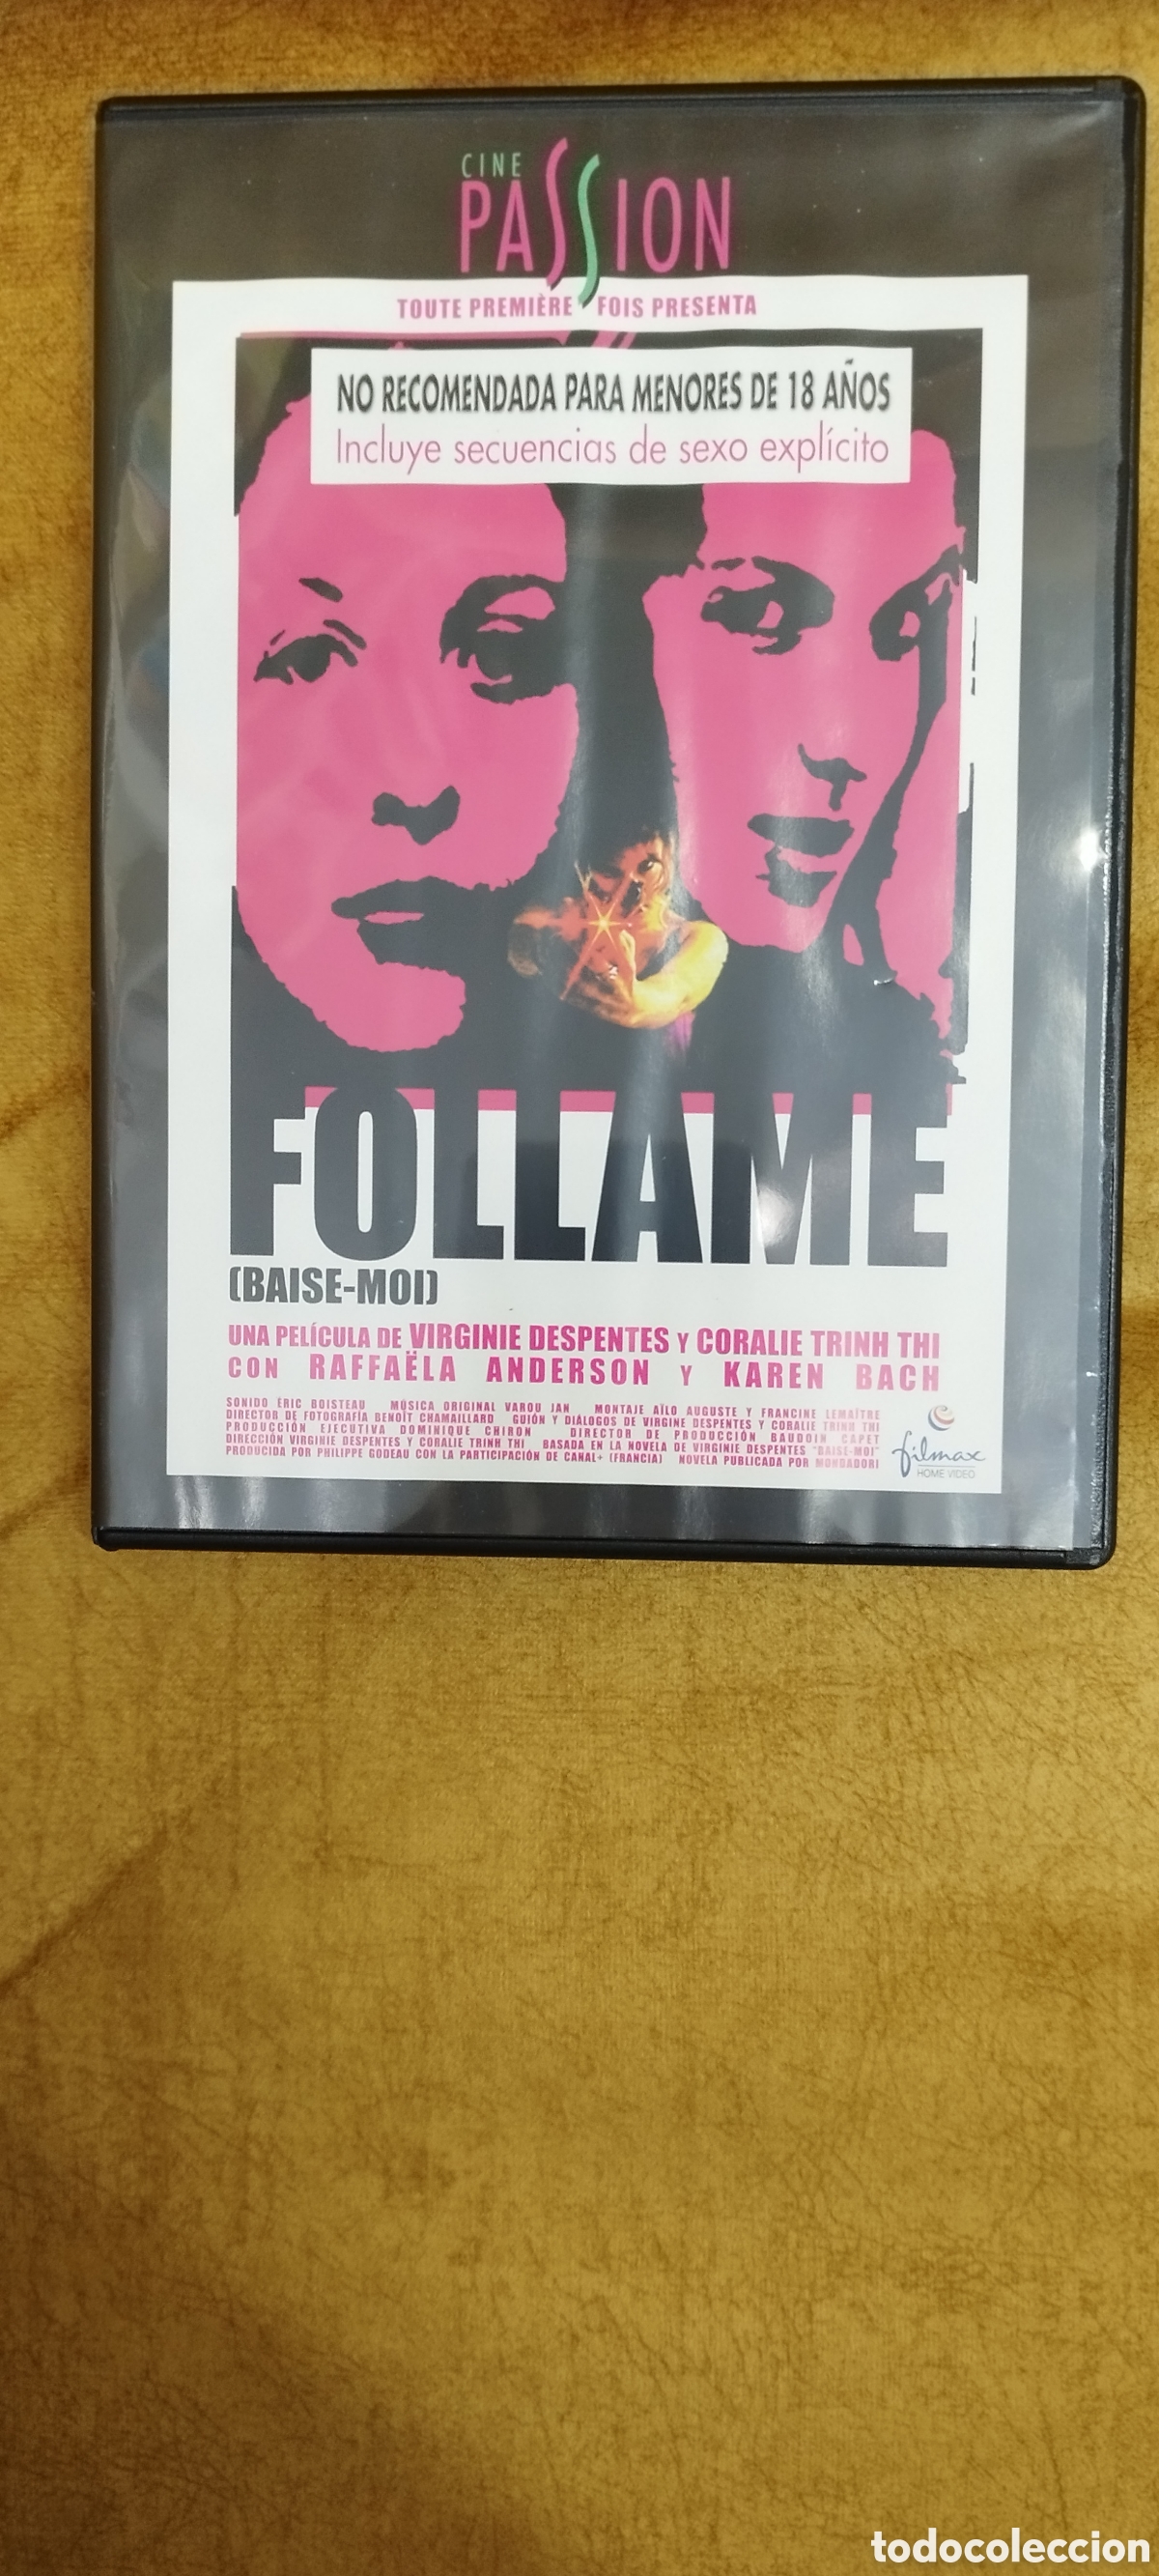 CINE
PASSION
TOUTE PREMIÈRE FOIS PRESENTA
NO RECOMENDADA PARA MENORES DE 18 AÑOS
Incluye secuencias de sexo explícito
FOLLAME
(BAISE-MOI)
UNA PELÍCULA DE VIRGINIE DESPENTES Y CORALIE TRINH THI
CON RAFFAËLA ANDERSON Y KAREN BACH
SONIDO ÉRIC BOISTEAU MÚSICA ORIGINAL VAROU JAN MONTAJE AÏLO AUGUSTE Y FRANCINE LEMAÎTRE
DIRECTOR DE FOTOGRAFÍA BENOÎT CHAMAILLARD GUIÓN Y DIÁLOGOS DE VIRGINE DESPENTES Y CORALIE TRINH THI
PRODUCCIÓN EJECUTIVA DOMINIQUE CHIRON DIRECTOR DE PRODUCCIÓN BAUDOIN CAPET
DIRECCIÓN VIRGINIE DESPENTES Y CORALIE TRINH THI BASADA EN LA NOVELA DE VIRGINIE DESPENTES "BAISE-MOI"
PRODUCIDA POR PHILIPPE GODEAU CON LA PARTICIPACIÓN DE CANAL+ (FRANCIA) NOVELA PUBLICADA POR MONDADORI
filmax
HOME VIDEO
todocoleccion